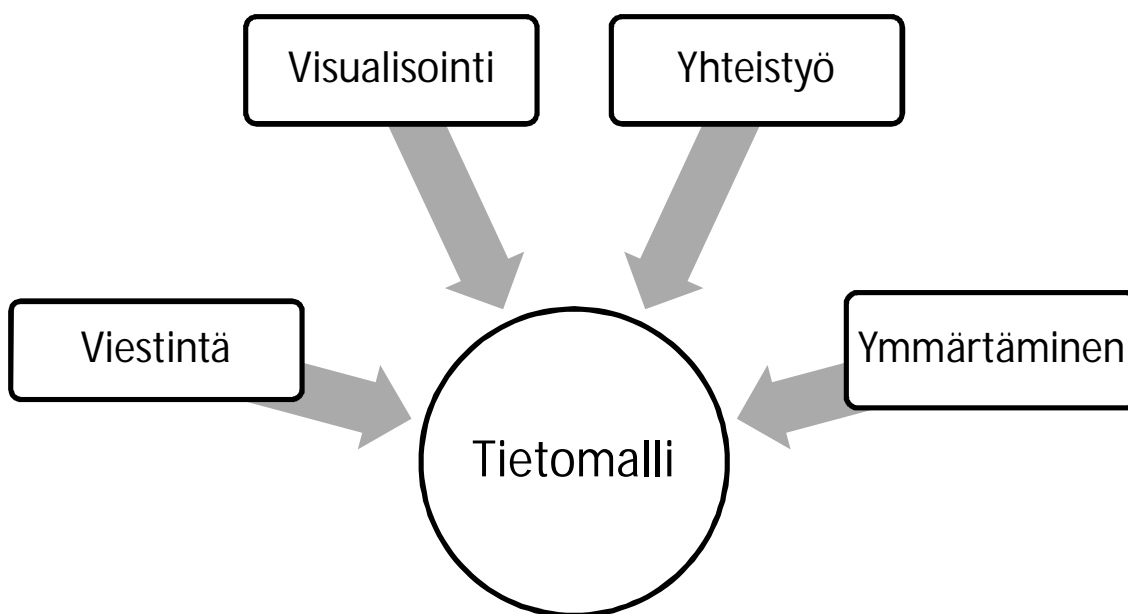 Visualisointi
Yhteistyö
Viestintä
Ymmärtäminen
Tietomalli